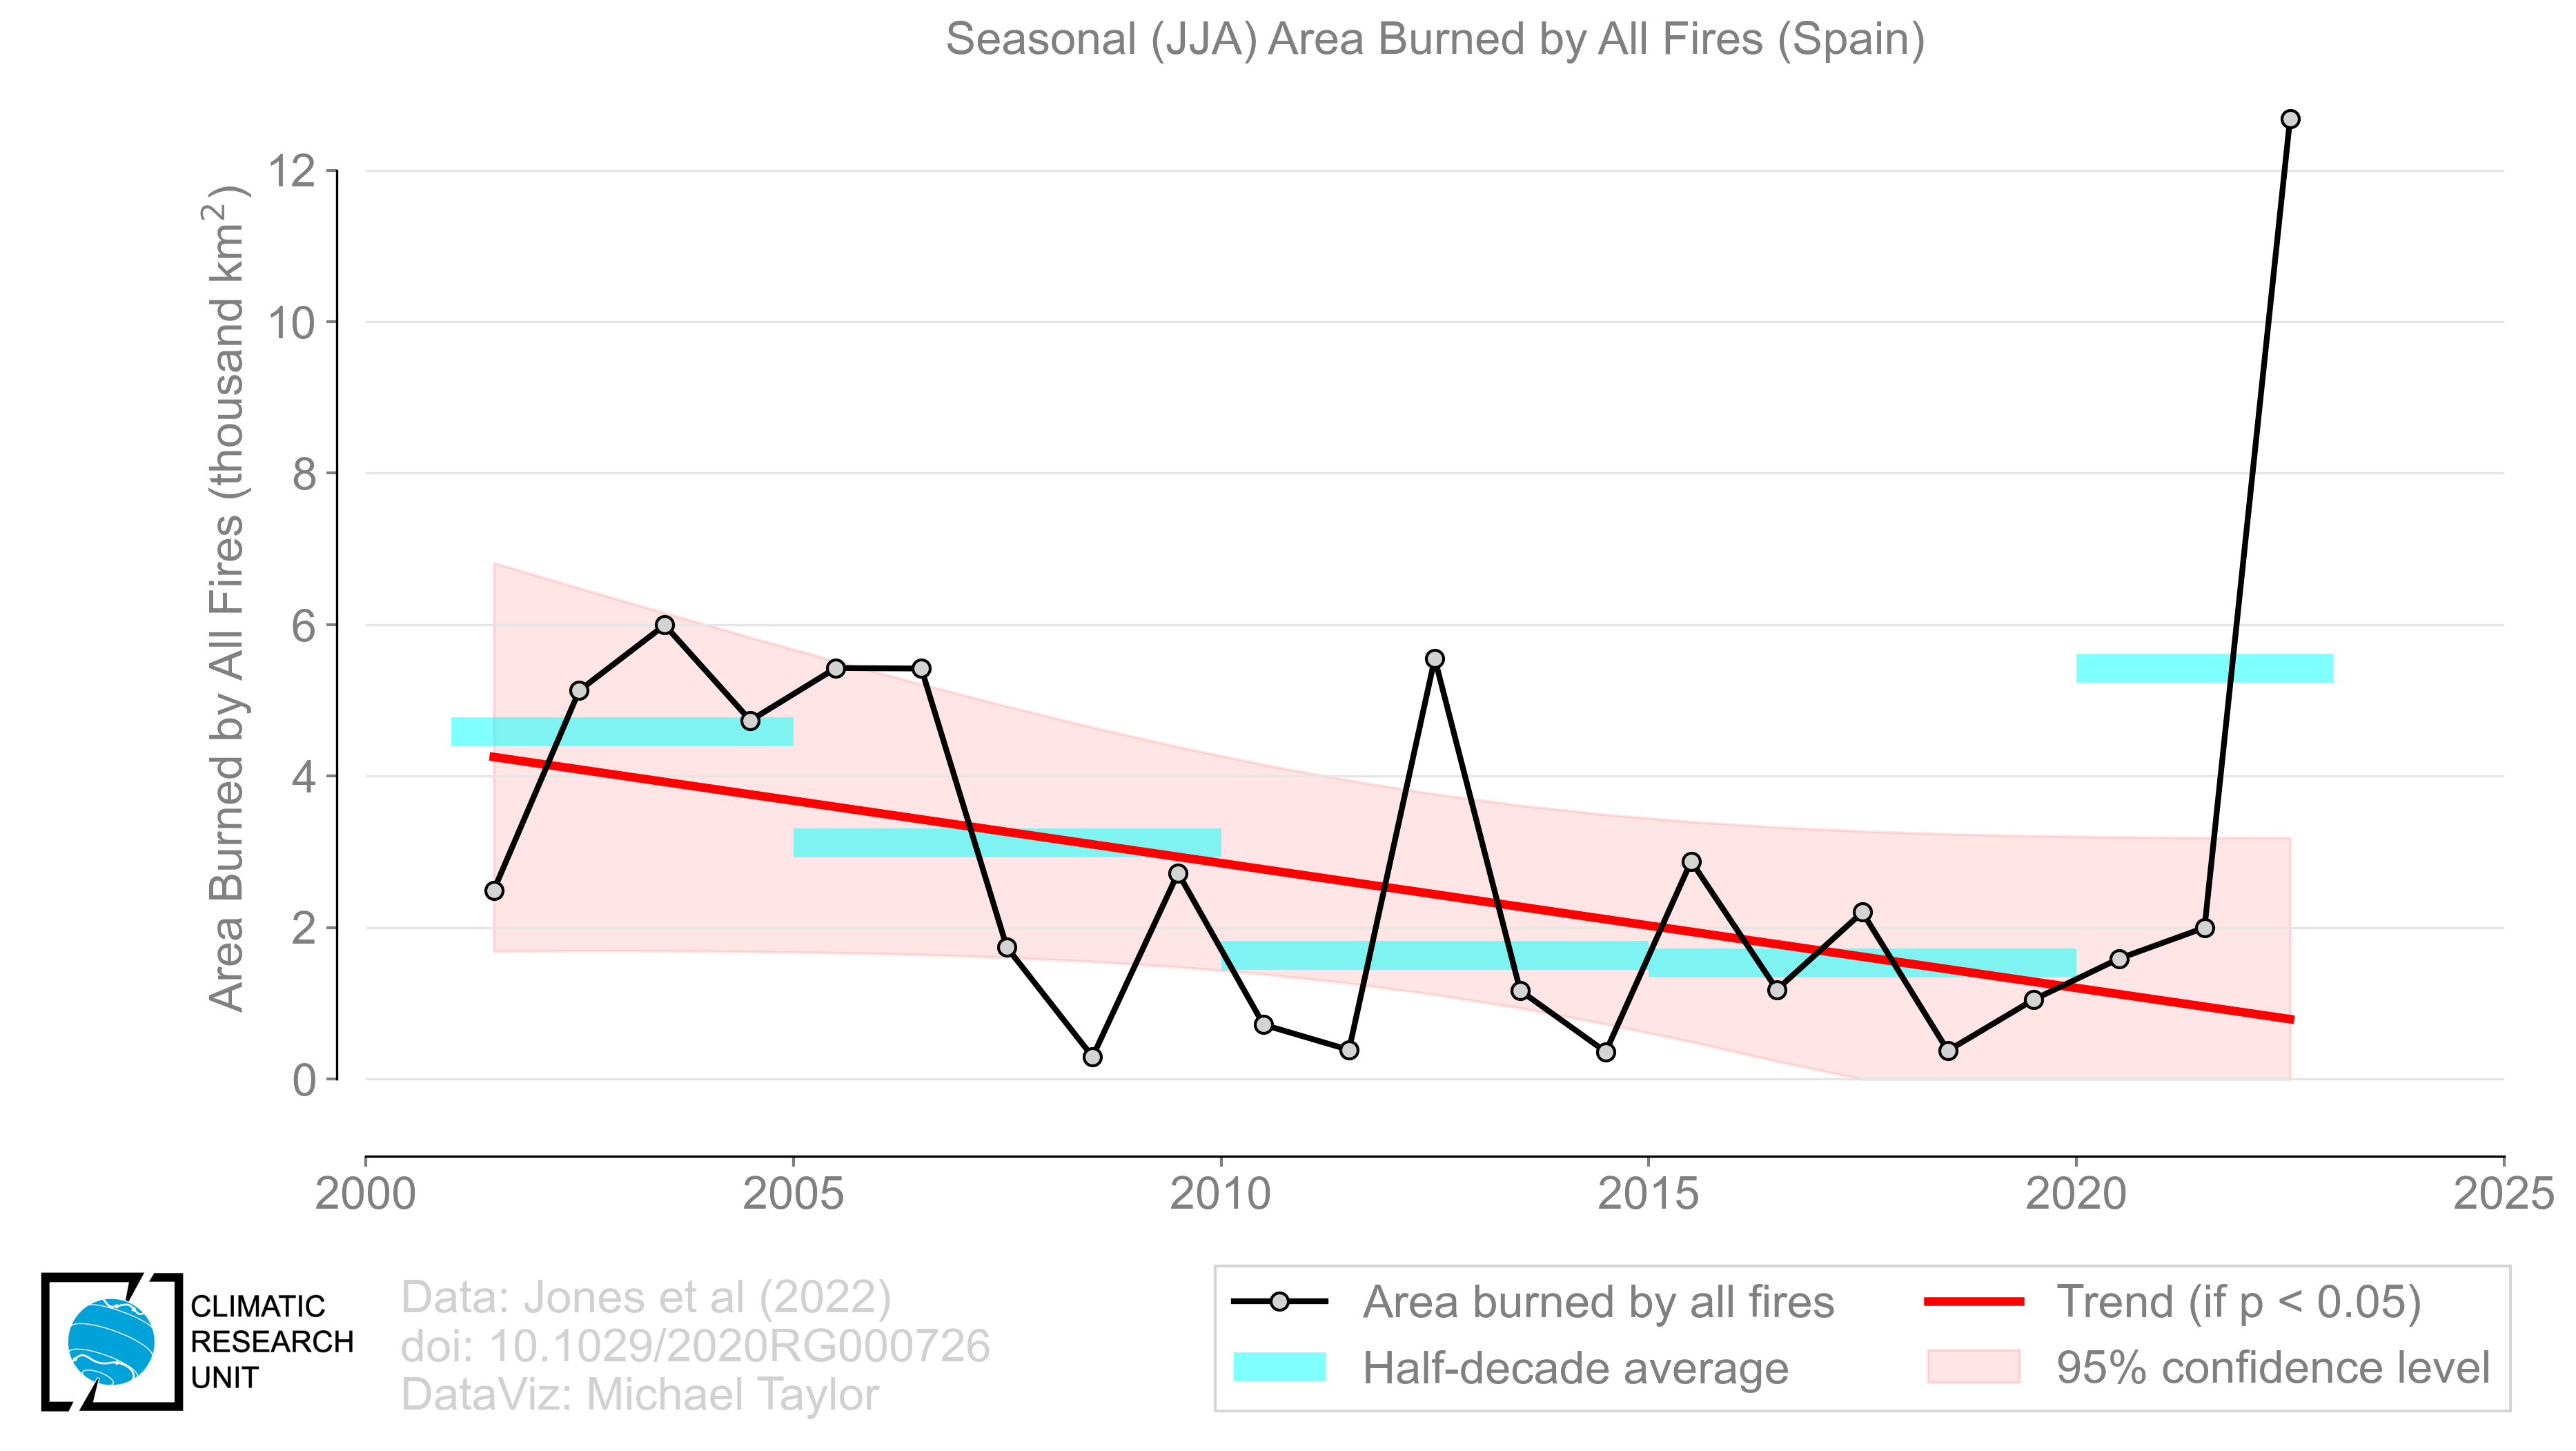 Seasonal (JJA) Area Burned by All Fires (Spain)
Area Burned by All Fires (thousand km²)
12
10
8
6
4
2
0
2000 2005 2010 2015 2020 2025
CLIMATIC
RESEARCH
UNIT
Data: Jones et al (2022)
doi: 10.1029/2020RG000726
DataViz: Michael Taylor
Area burned by all fires
Half-decade average
Trend (if p < 0.05)
95% confidence level